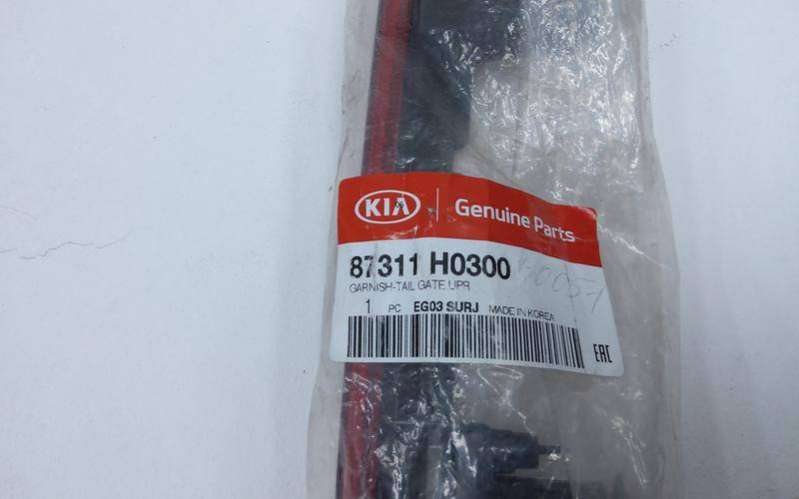 KIA Genuine Parts
87311 H0300
GARNISH-TAIL GATE, UPR
1 PC EG03 SURJ MADE IN KOREA
EAC